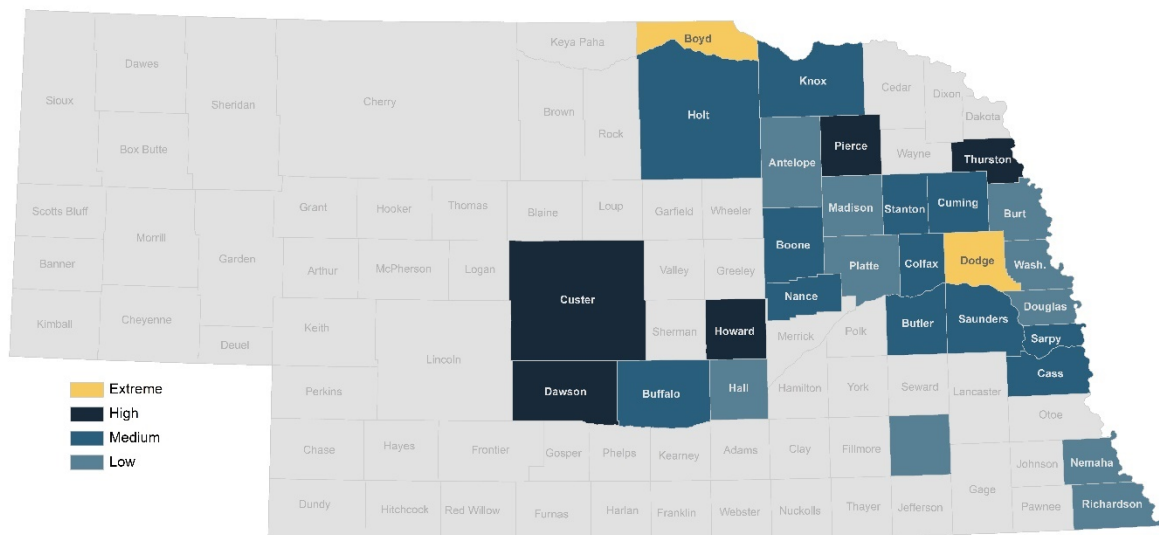 Keya Paha
Boyd
Dawes
Sioux
Sheridan
Cherry
Knox
Cedar
Dixon
Dakota
Holt
Brown
Rock
Box Butte
Antelope
Pierce
Wayne
Thurston
Scotts Bluff
Grant
Hooker
Thomas
Blaine
Loup
Garfield
Wheeler
Madison
Stanton
Cuming
Burt
Morrill
Garden
Banner
Arthur
McPherson
Logan
Valley
Greeley
Boone
Platte
Colfax
Dodge
Wash.
Custer
Nance
Douglas
Kimball
Cheyenne
Deuel
Keith
Lincoln
Sherman
Howard
Merrick
Polk
Butler
Saunders
Sarpy
Cass
Perkins
Dawson
Buffalo
Hall
Hamilton
York
Seward
Lancaster
Otoe
Chase
Hayes
Frontier
Gosper
Phelps
Kearney
Adams
Clay
Fillmore
Johnson
Nemaha
Gage
Dundy
Hitchcock
Red Willow
Furnas
Harlan
Franklin
Webster
Nuckolls
Thayer
Jefferson
Pawnee
Richardson
Extreme
High
Medium
Low